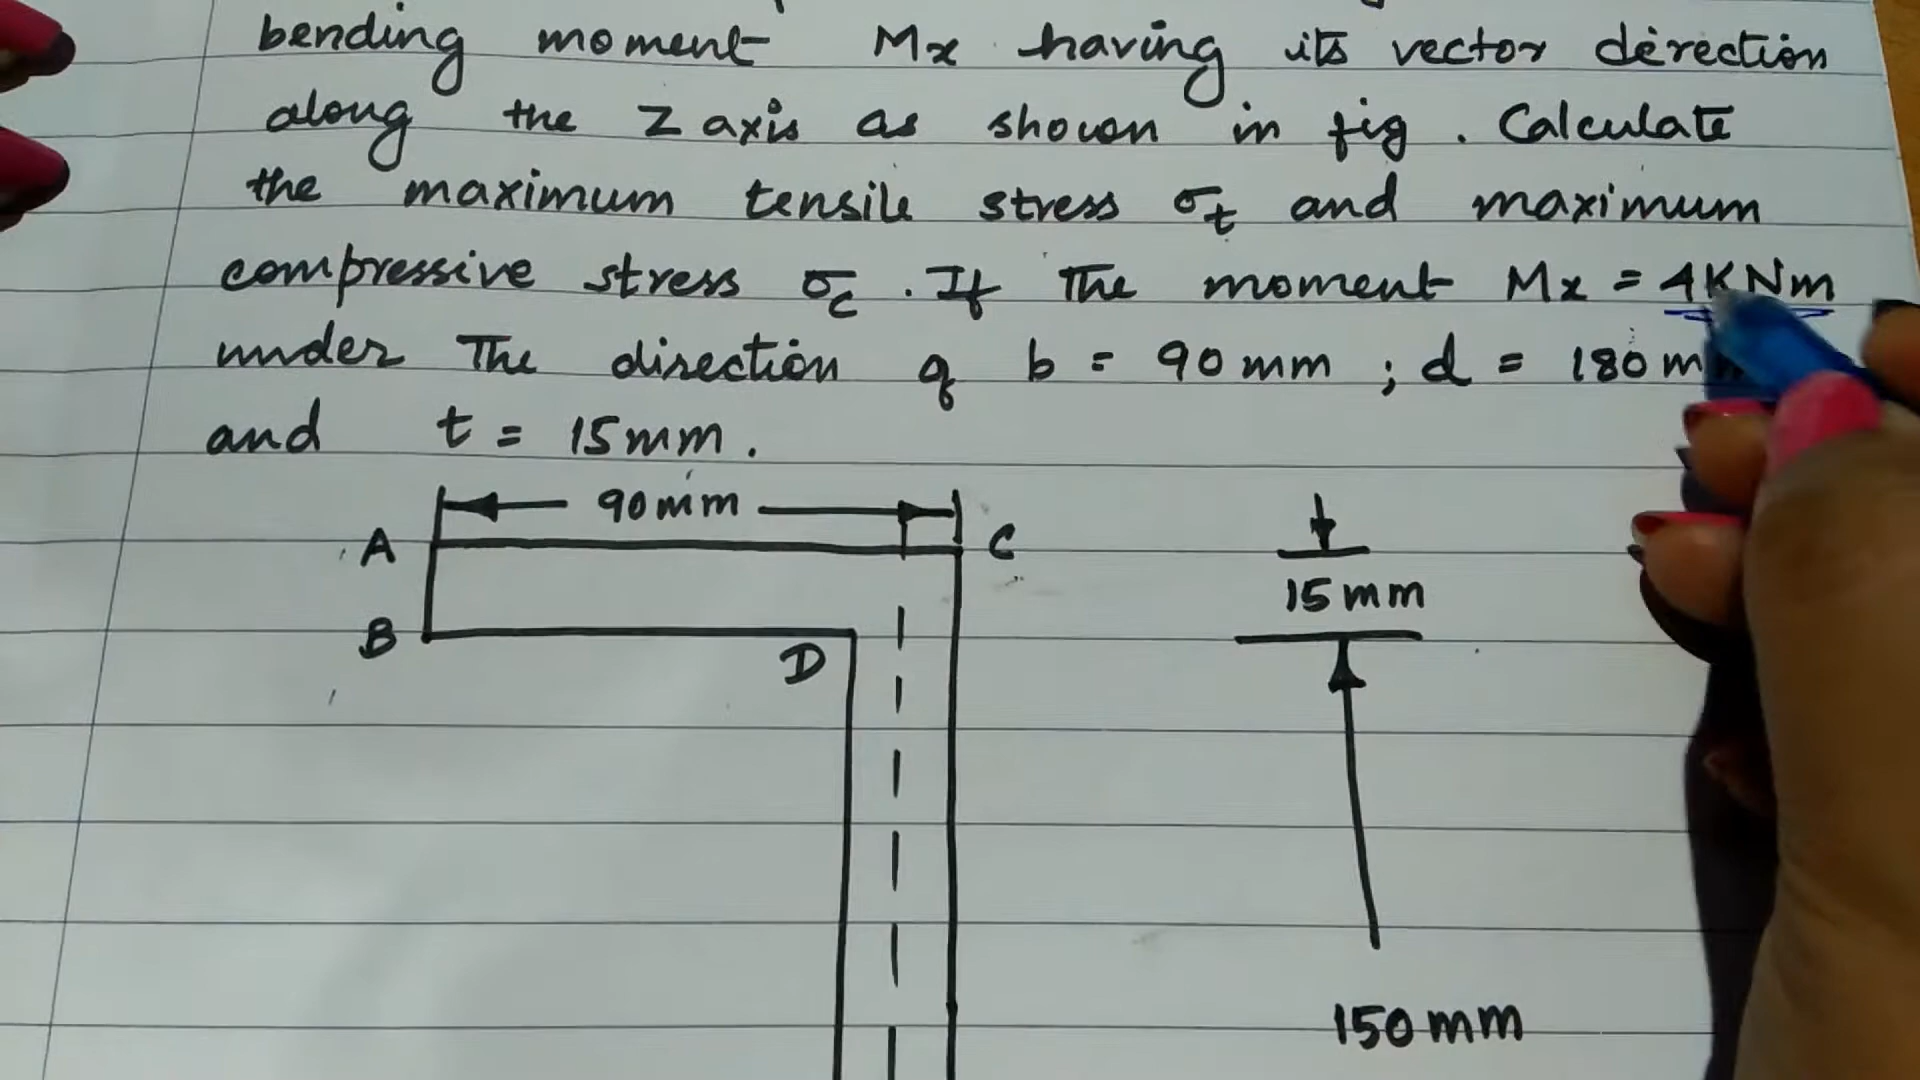 bending moment Mx having its vector direction
along the Z axis as shown in fig . Calculate
the maximum tensile stress σt and maximum
compressive stress σc . If The moment Mx = 4KNm
under The direction of b = 90 mm ; d = 180
and t = 15mm .
90mm
A C
15mm
B
D
150mm